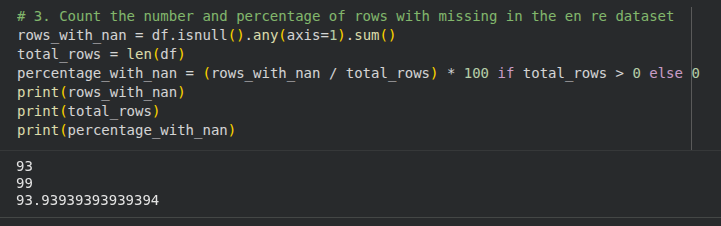 # 3. Count the number and percentage of rows with missing in the en re dataset
rows_with_nan = df.isnull().any(axis=1).sum()
total_rows = len(df)
percentage_with_nan = (rows_with_nan / total_rows) * 100 if total_rows > 0 else 0
print(rows_with_nan)
print(total_rows)
print(percentage_with_nan)
93
99
93.93939393939394